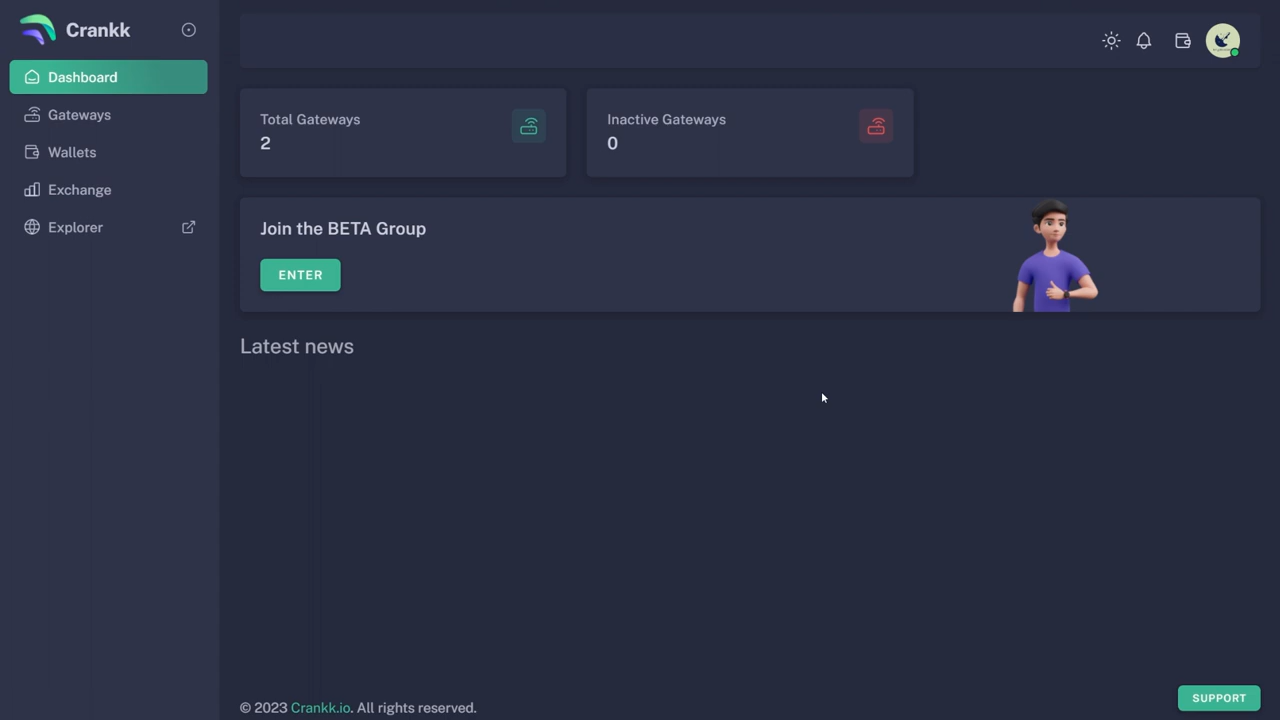 Crankk
Dashboard
Gateways
Wallets
Exchange
Explorer
Total Gateways
2
Inactive Gateways
0
Join the BETA Group
ENTER
Latest news
© 2023 Crankk.io. All rights reserved.
SUPPORT